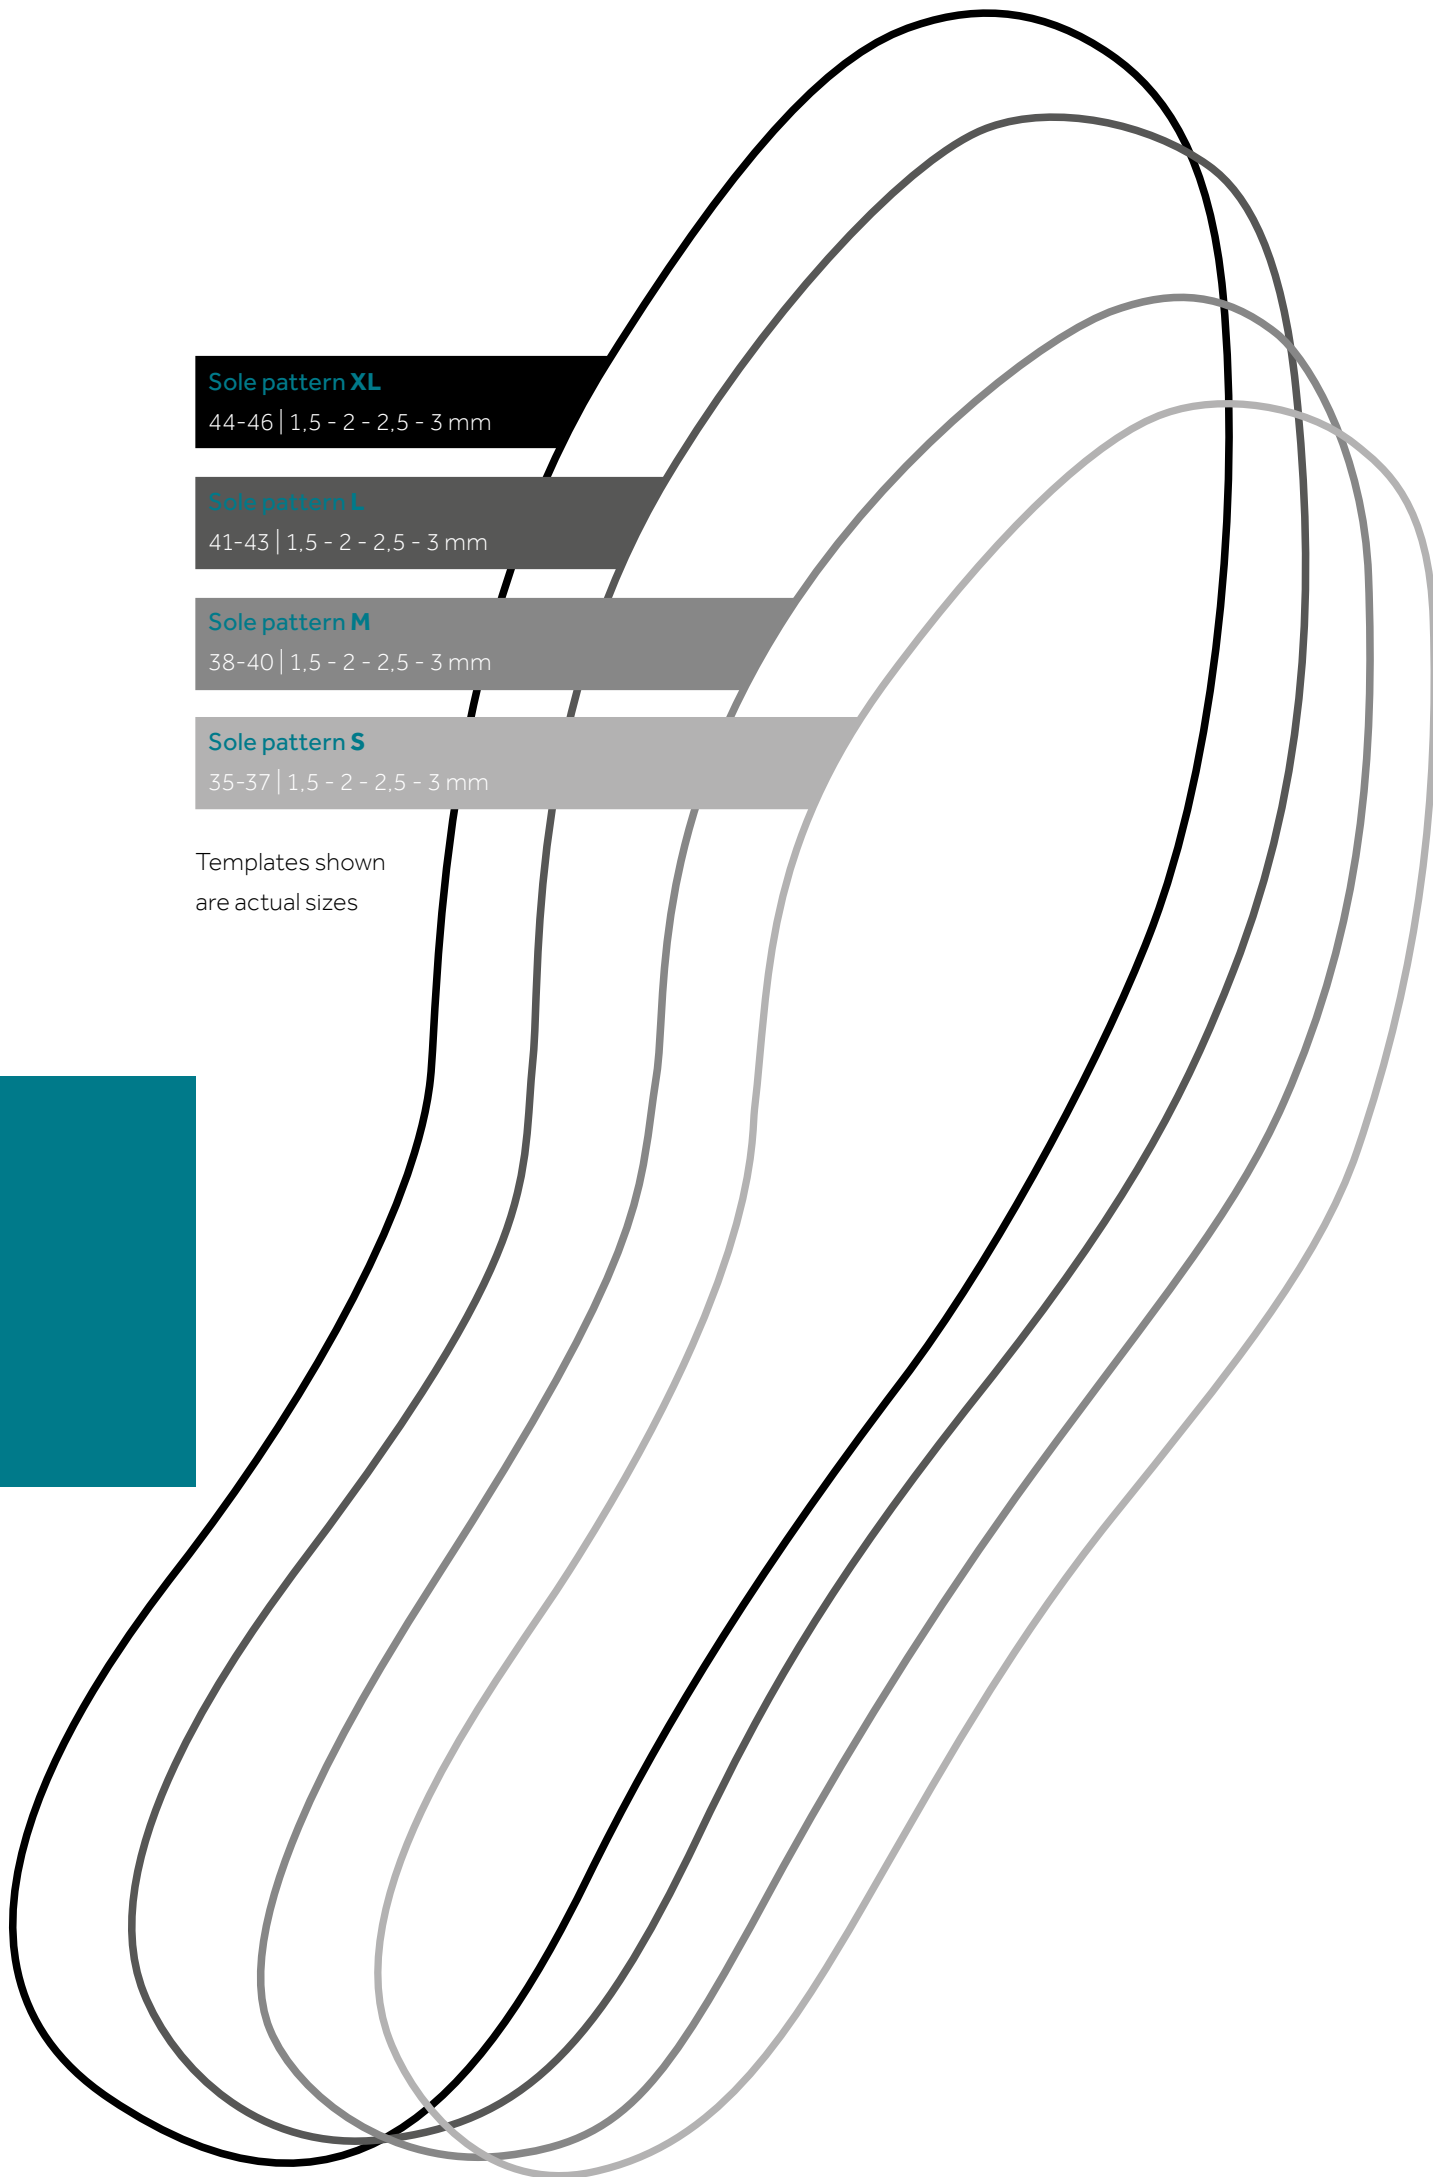 Sole pattern XL
44-46 | 1,5 - 2 - 2,5 - 3 mm
Sole pattern L
41-43 | 1,5 - 2 - 2,5 - 3 mm
Sole pattern M
38-40 | 1,5 - 2 - 2,5 - 3 mm
Sole pattern S
35-37 | 1,5 - 2 - 2,5 - 3 mm
Templates shown
are actual sizes